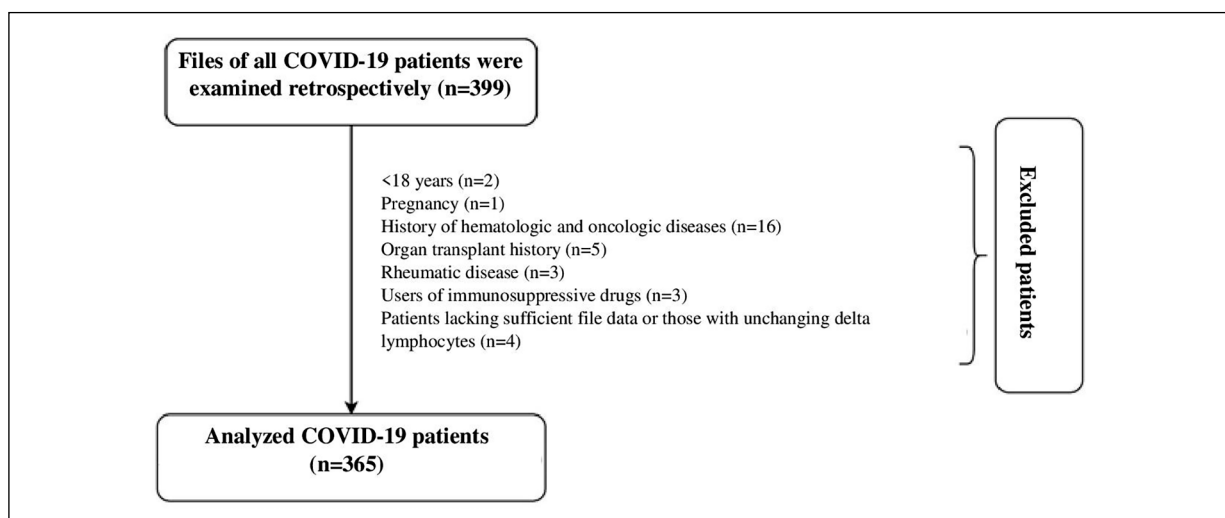 Files of all COVID-19 patients were
examined retrospectively (n=399)
<18 years (n=2)
Pregnancy (n=1)
History of hematologic and oncologic diseases (n=16)
Organ transplant history (n=5)
Rheumatic disease (n=3)
Users of immunosuppressive drugs (n=3)
Patients lacking sufficient file data or those with unchanging delta
lymphocytes (n=4)
Excluded patients
Analyzed COVID-19 patients
(n=365)